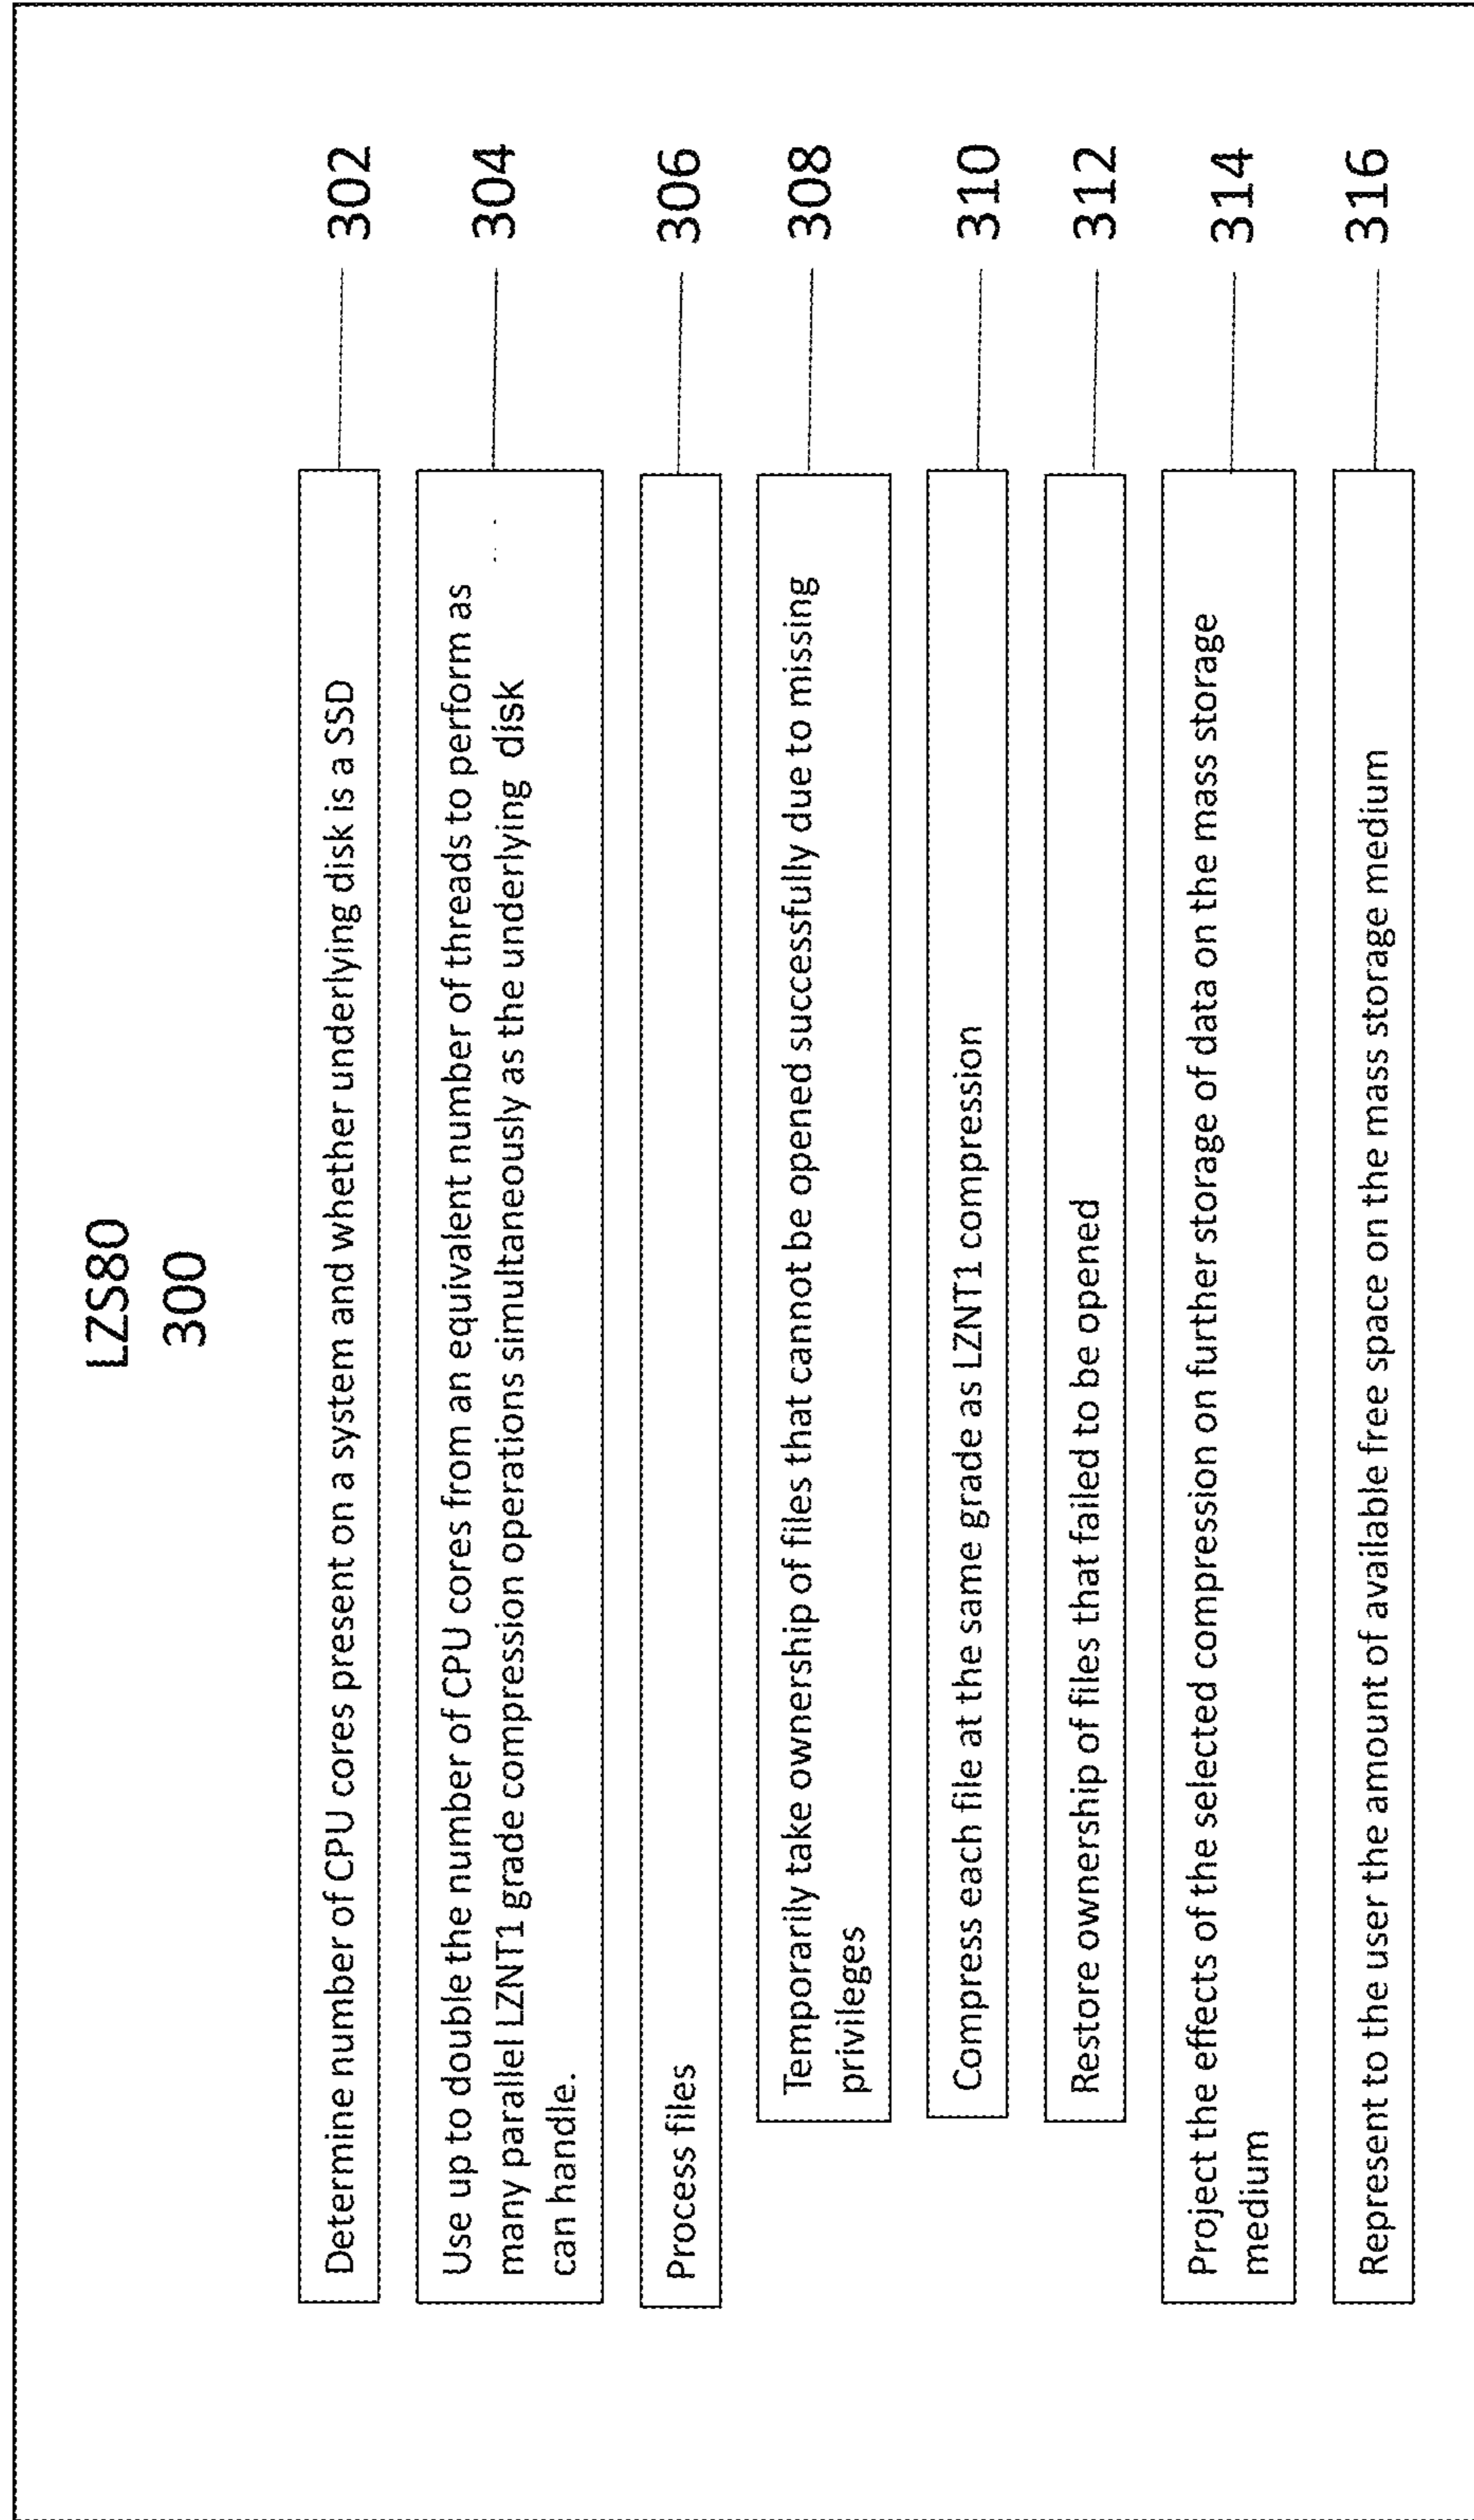 LZS80
300
Determine number of CPU cores present on a system and whether underlying disk is a SSD
302
Use up to double the number of CPU cores from an equivalent number of threads to perform as
many parallel LZNT1 grade compression operations simultaneously as the underlying disk
can handle.
304
Process files
306
Temporarily take ownership of files that cannot be opened successfully due to missing
privileges
308
Compress each file at the same grade as LZNT1 compression
310
Restore ownership of files that failed to be opened
312
Project the effects of the selected compression on further storage of data on the mass storage
medium
314
Represent to the user the amount of available free space on the mass storage medium
316